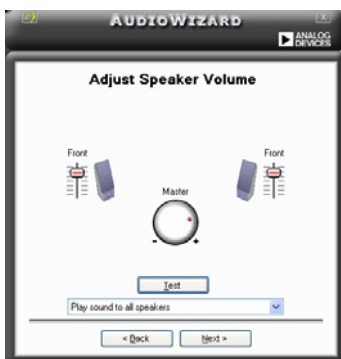 AUDIOWIZARD
X
ANALOG
DEVICES
Adjust Speaker Volume
Front
Front
Master
- +
Test
Play sound to all speakers
< Back
Next >